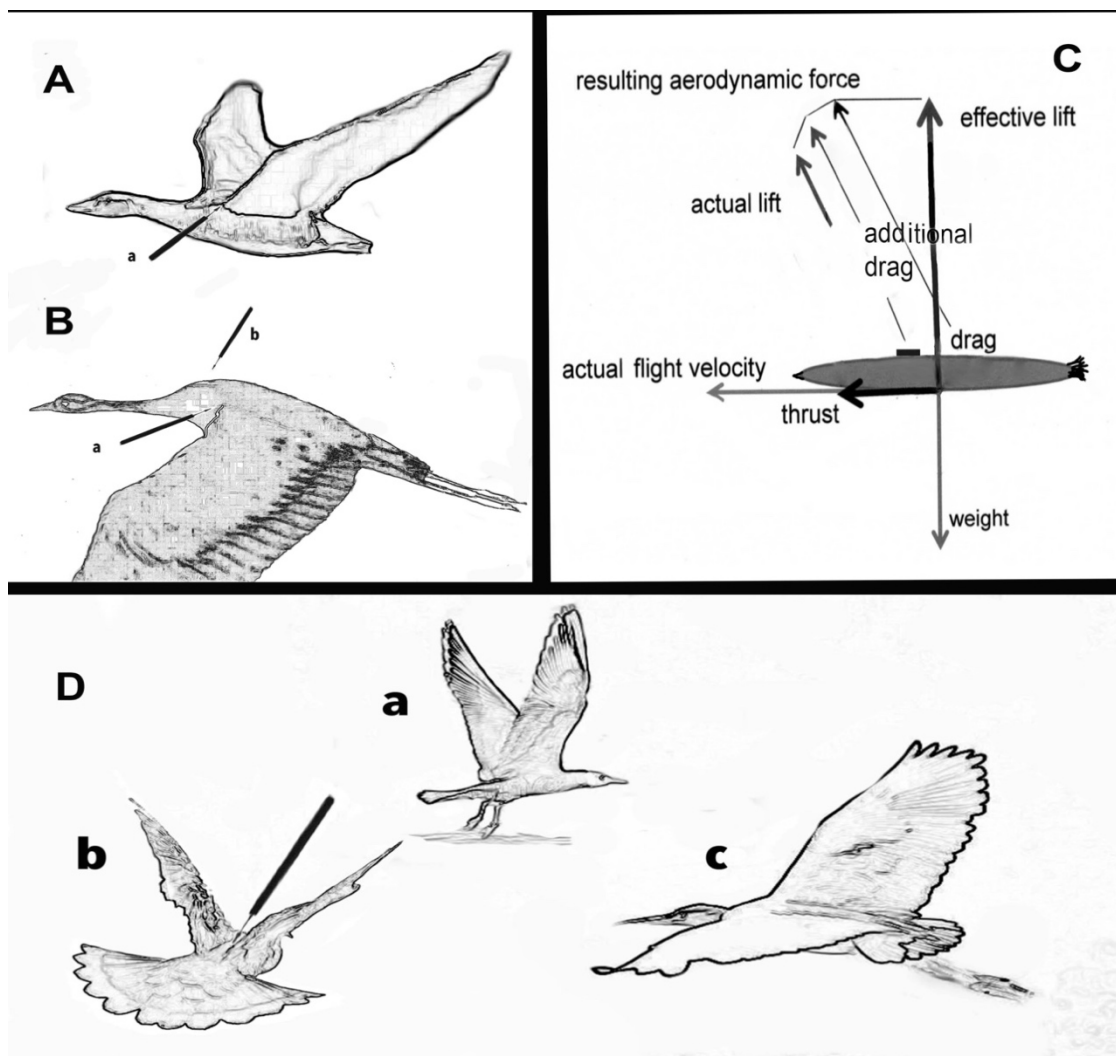 A
a
B
b
a
C
resulting aerodynamic force
effective lift
actual lift
additional
drag
drag
actual flight velocity
thrust
weight
D
a
b
c